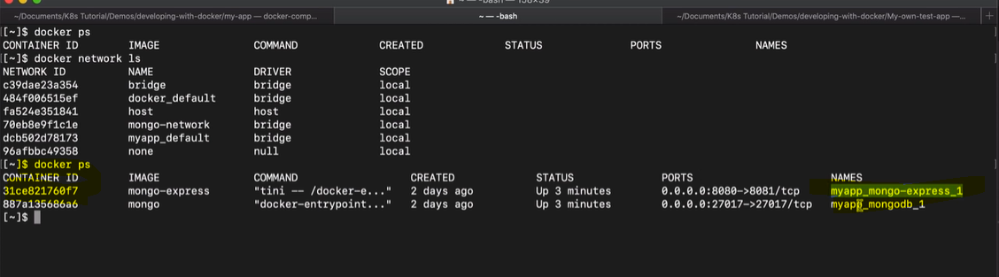 ~/Documents/K8s Tutorial/Demos/developing-with-docker/my-app — docker-comp... ~ — -bash ~/Documents/K8s Tutorial/Demos/developing-with-docker/My-own-test-app — ... +
[~]$ docker ps
CONTAINER ID IMAGE COMMAND CREATED STATUS PORTS NAMES
[~]$ docker network ls
NETWORK ID NAME DRIVER SCOPE
c39dae23a354 bridge bridge local
484f006515ef docker_default bridge local
fa524e351841 host host local
70eb8e9f1c1e mongo-network bridge local
dcb502d78173 myapp_default bridge local
96afbbc49358 none null local
[~]$ docker ps
CONTAINER ID IMAGE COMMAND CREATED STATUS PORTS NAMES
31ce821760f7 mongo-express "tini -- /docker-e..." 2 days ago Up 3 minutes 0.0.0.0:8080->8081/tcp myapp_mongo-express_1
887a135686a6 mongo "docker-entrypoint..." 2 days ago Up 3 minutes 0.0.0.0:27017->27017/tcp myapp_mongodb_1
[~]$